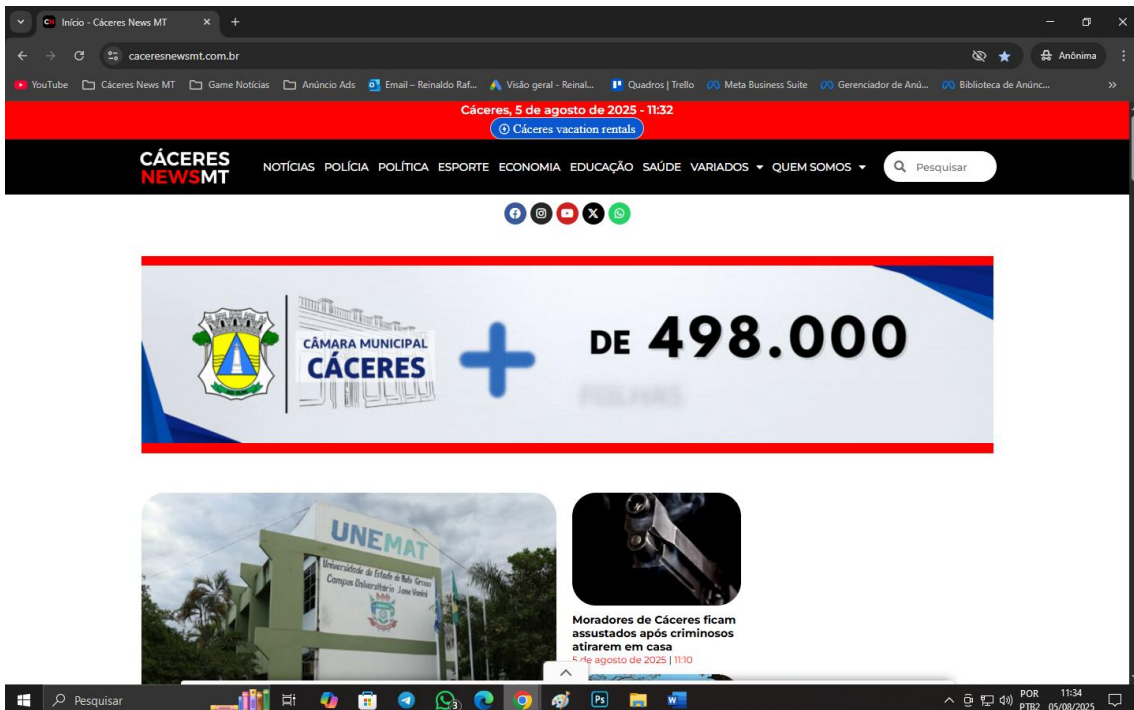 Início - Cáceres News MT
caceresnewsmt.com.br
Anônima
YouTube Cáceres News MT Game Notícias Anúncio Ads Email – Reinaldo Raf... Visão geral - Reinal... Quadros | Trello Meta Business Suite Gerenciador de Anú... Biblioteca de Anúnc...
Cáceres, 5 de agosto de 2025 - 11:32
Cáceres vacation rentals
CÁCERES
NEWSMT
NOTÍCIAS POLÍCIA POLÍTICA ESPORTE ECONOMIA EDUCAÇÃO SAÚDE VARIADOS QUEM SOMOS Pesquisar
CÂMARA MUNICIPAL
CÁCERES
+
DE 498.000
FOLHAS
UNEMAT
Universidade do Estado de Mato Grosso
Campus Universitário Jane Vanini
Moradores de Cáceres ficam
assustados após criminosos
atirarem em casa
5 de agosto de 2025 | 11:10
Pesquisar
POR 11:34
PTB2 05/08/2025